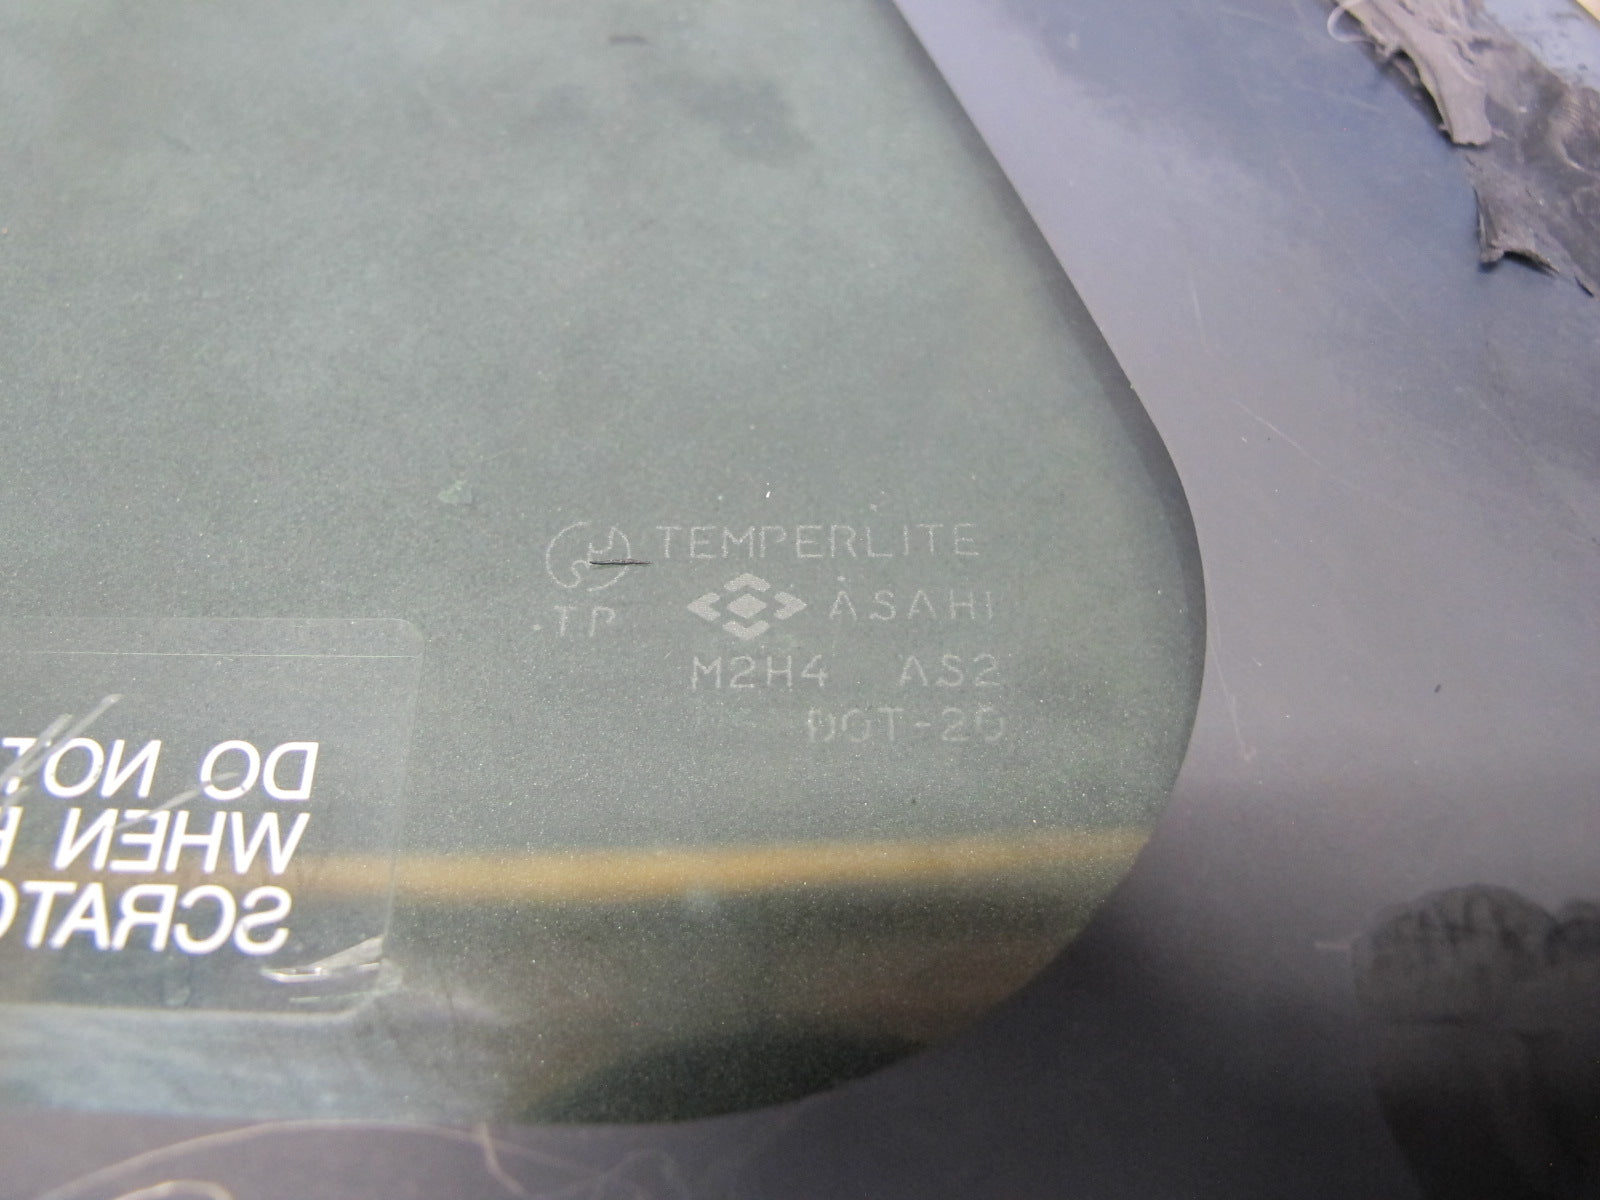 TEMPERLITE
.TP ASAHI
M2H4 AS2
DOT-20
DO NOT
WHEN
SCRATC